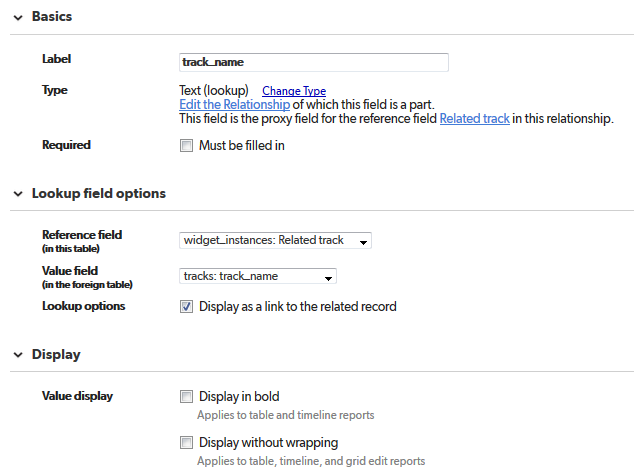 Basics
Label track_name
Type Text (lookup) Change Type
Edit the Relationship of which this field is a part.
This field is the proxy field for the reference field Related track in this relationship.
Required Must be filled in
Lookup field options
Reference field widget_instances: Related track
(in this table)
Value field tracks: track_name
(in the foreign table)
Lookup options Display as a link to the related record
Display
Value display Display in bold
Applies to table and timeline reports
Display without wrapping
Applies to table, timeline, and grid edit reports